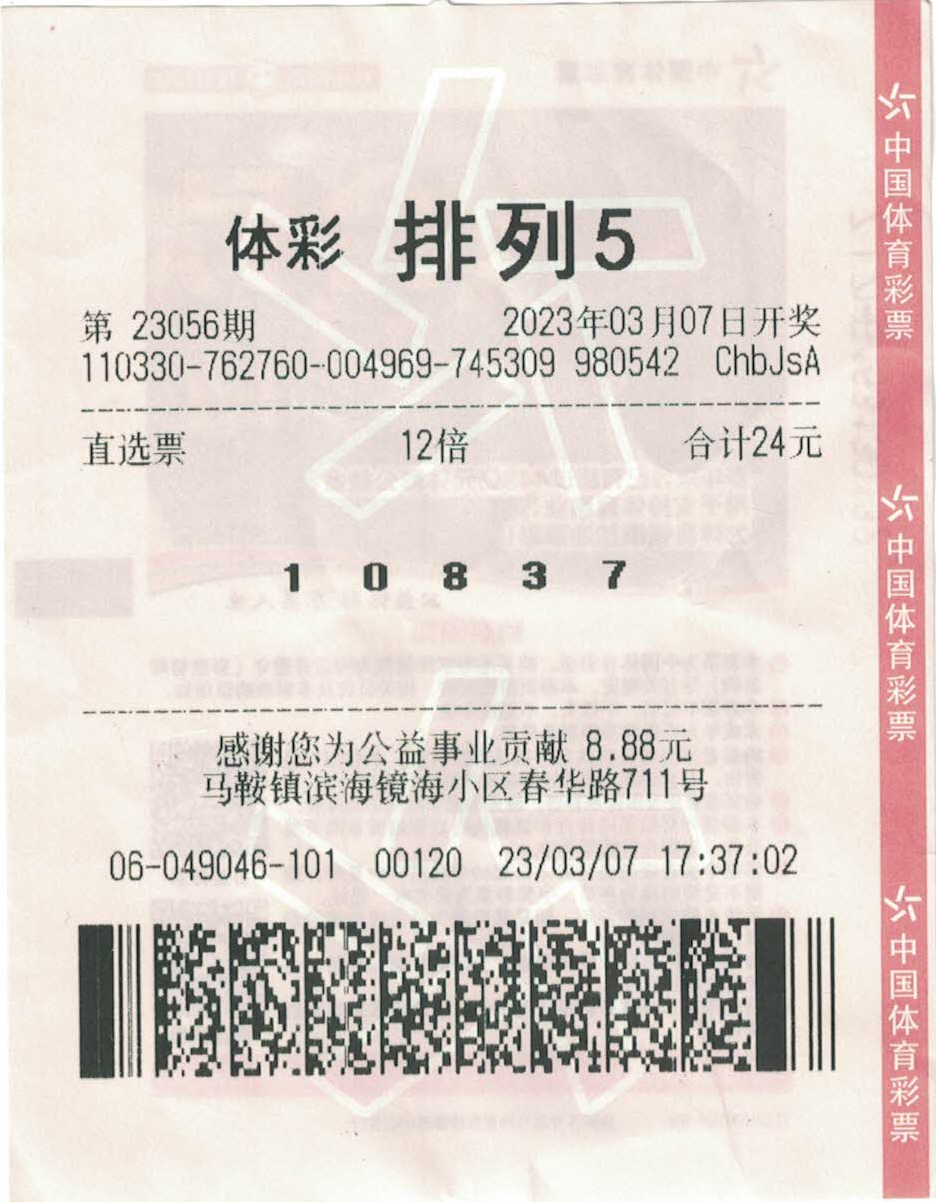 体彩 排列5
第 23056期 2023年03月07日开奖
110330-762760-004969-745309 980542 ChbJsA
直选票 12倍 合计24元
1 0 8 3 7
感谢您为公益事业贡献 8.88元
马鞍镇滨海镜海小区春华路711号
06-049046-101 00120 23/03/07 17:37:02
中国体育彩票
中国体育彩票
中国体育彩票